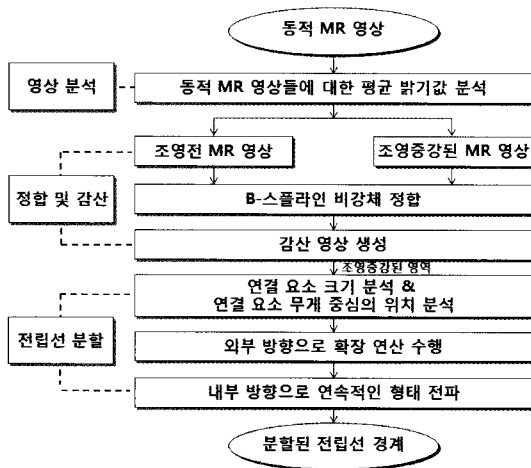 동적 MR 영상
영상 분석
동적 MR 영상들에 대한 평균 밝기값 분석
조영전 MR 영상
조영증강된 MR 영상
정합 및 감산
B-스플라인 비강체 정합
감산 영상 생성
조영증강된 영역
연결 요소 크기 분석 &
연결 요소 무게 중심의 위치 분석
전립선 분할
외부 방향으로 확장 연산 수행
내부 방향으로 연속적인 형태 전파
분할된 전립선 경계